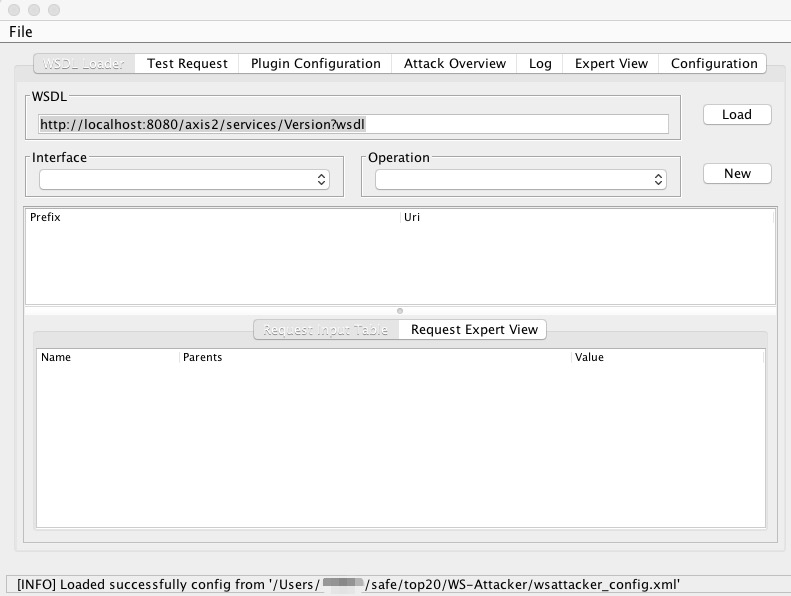 File
WSDL Loader Test Request Plugin Configuration Attack Overview Log Expert View Configuration
WSDL
http://localhost:8080/axis2/services/Version?wsdl
Load
Interface Operation
New
Prefix Uri
Request Input Table Request Expert View
Name Parents Value
[INFO] Loaded successfully config from '/Users/ /safe/top20/WS-Attacker/wsattacker_config.xml'